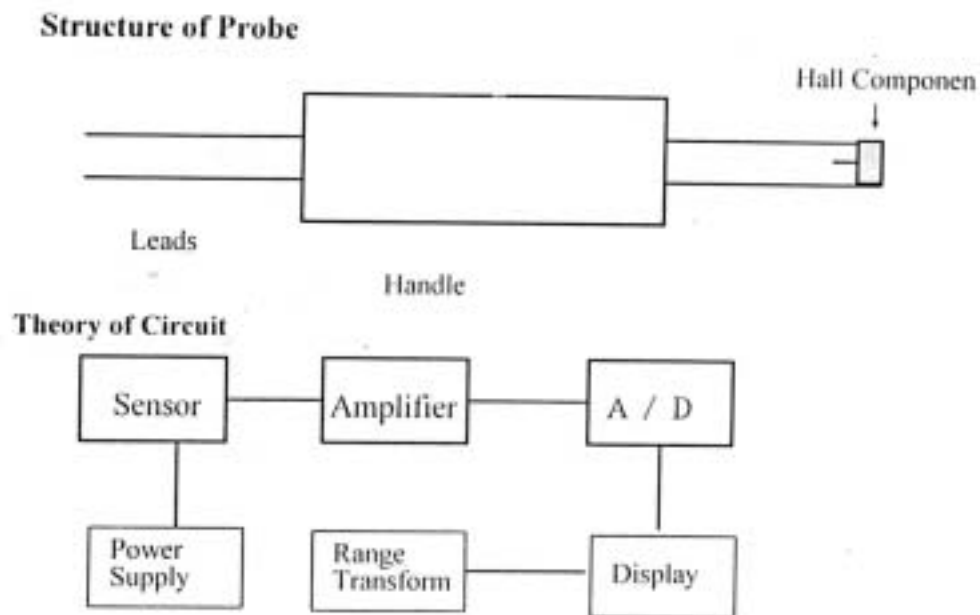 Structure of Probe
Hall Componen
Leads
Handle
Theory of Circuit
Sensor
Amplifier
A / D
Power
Supply
Range
Transform
Display